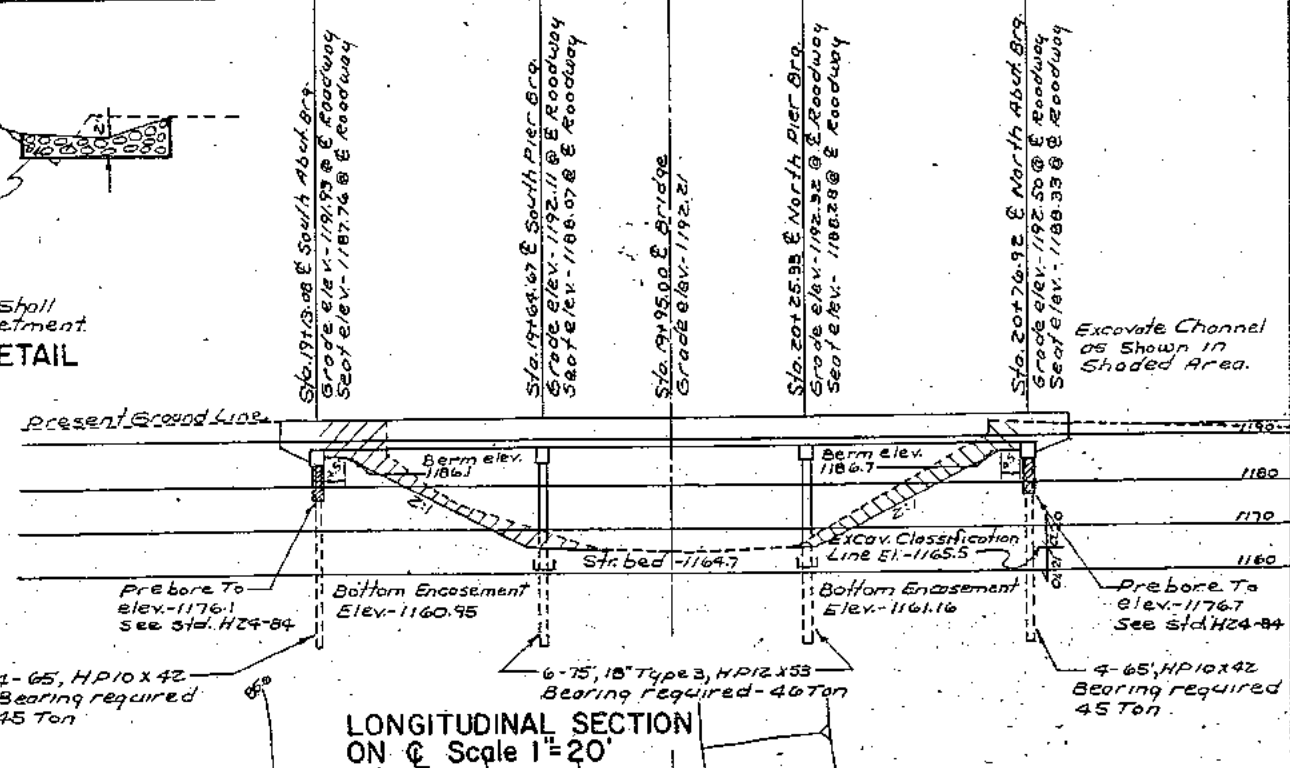 Sta. 19+13.08 ℄ South Abut. Brg.
Grade elev.-1191.93 @ ℄ Roadway
Seat elev.-1187.76 @ ℄ Roadway
Sta. 19+64.67 ℄ South Pier Brg.
Grade elev.-1192.11 @ ℄ Roadway
Seat elev.-1188.07 @ ℄ Roadway
Sta. 19+95.00 ℄ Bridge
Grade elev.-1192.21
Sta. 20+25.33 ℄ North Pier Brg.
Grade elev.-1192.32 @ ℄ Roadway
Seat elev.-1188.28 @ ℄ Roadway
Sta. 20+76.92 ℄ North Abut. Brg.
Grade elev.-1192.50 @ ℄ Roadway
Seat elev.-1188.33 @ ℄ Roadway
Shall
etment
ETAIL
Excavate Channel
as Shown in
Shaded Area.
Present Ground Line
1190
Berm elev.
1186.1
Berm elev.
1186.7
1180
2:1
2:1
1170
Excav. Classification
Line El.-1165.5
Str. bed -1164.7
1160
Prebore To
elev.-1176.1
See std. H24-84
Bottom Encasement
Elev.-1160.95
Bottom Encasement
Elev.-1161.16
Prebore To
elev.-1176.7
See std. H24-84
4-65', HP10x42
Bearing required
45 Ton
6-75', 18" Type 3, HP12x53
Bearing required-46 Ton
4-65', HP10x42
Bearing required
45 Ton
LONGITUDINAL SECTION
ON ℄ Scale 1"=20'